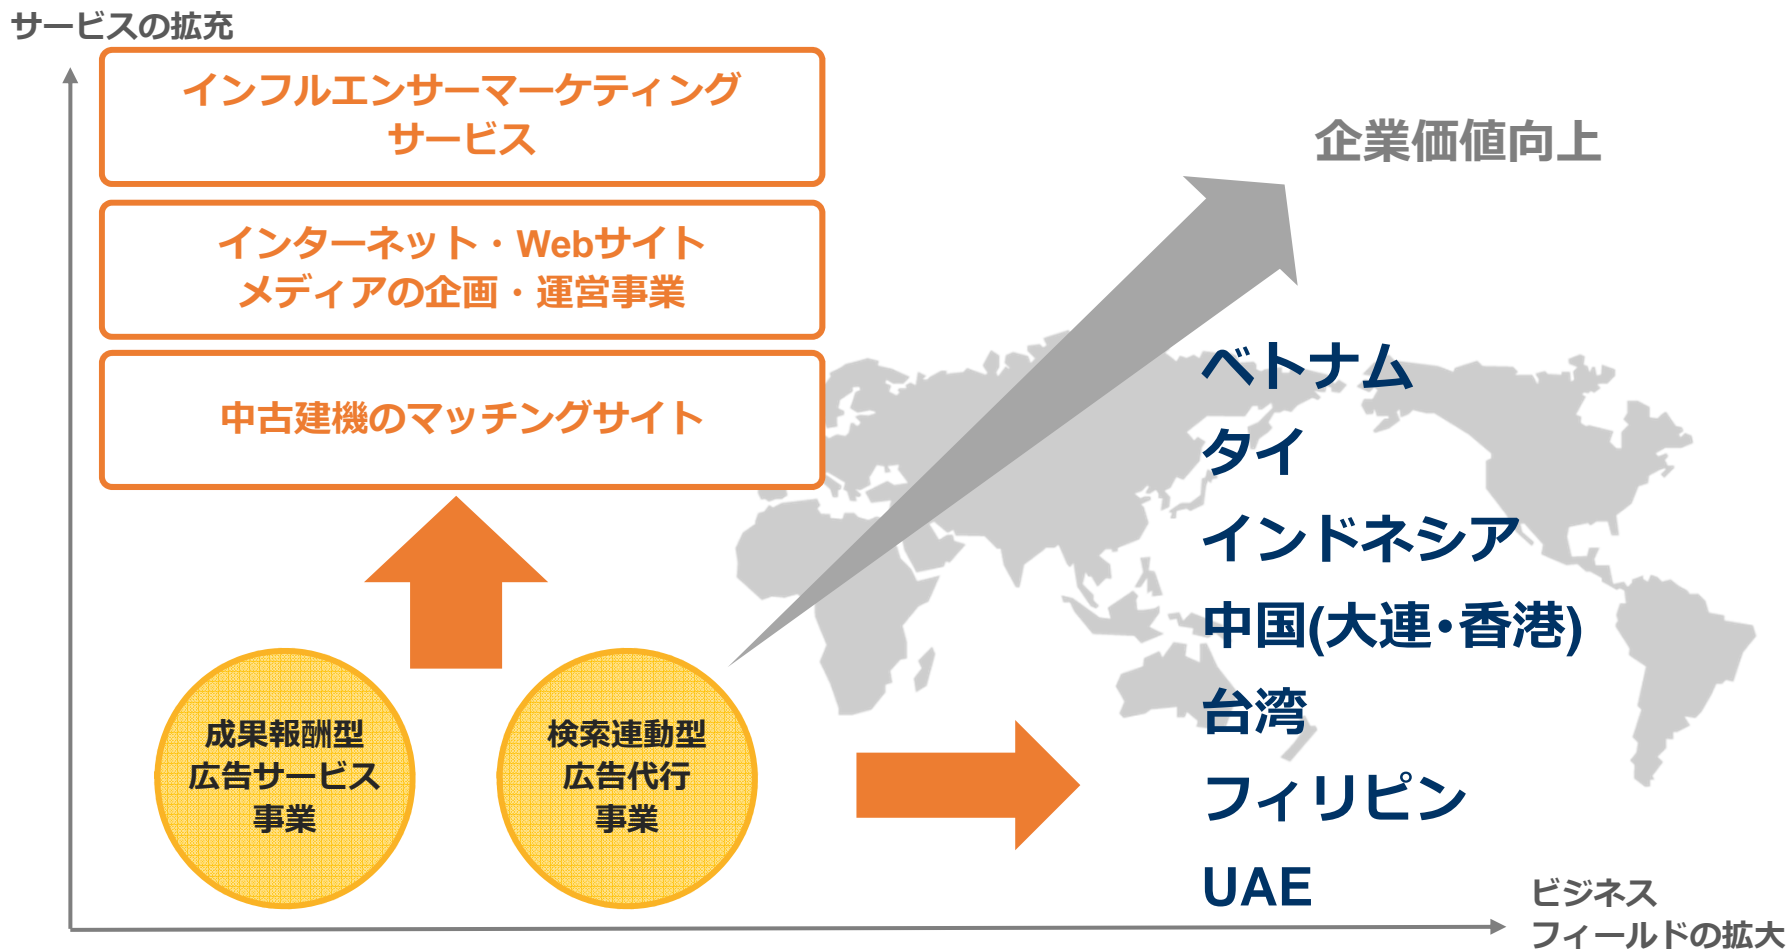 サービスの拡充
インフルエンサーマーケティング
サービス
インターネット・Webサイト
メディアの企画・運営事業
中古建機のマッチングサイト
成果報酬型
広告サービス
事業
検索連動型
広告代行
事業
企業価値向上
ベトナム
タイ
インドネシア
中国(大連・香港)
台湾
フィリピン
UAE
ビジネス
フィールドの拡大